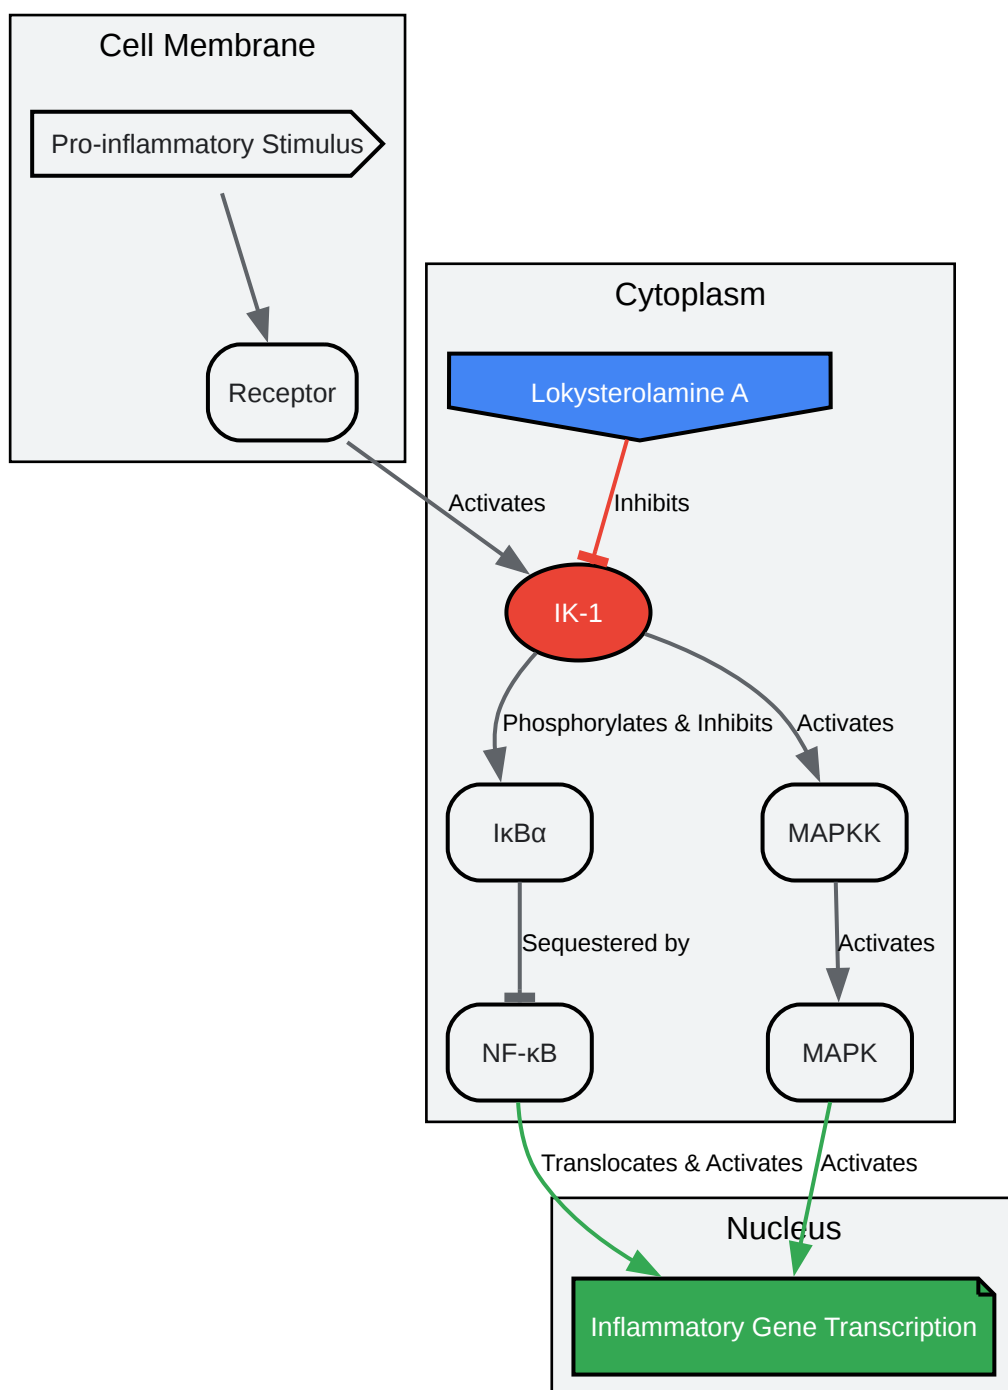 Cell Membrane
Pro-inflammatory Stimulus
Receptor
Cytoplasm
Lokysterolamine A
Activates
Inhibits
IK-1
Phosphorylates & Inhibits
Activates
IκBα
MAPKK
Sequestered by
Activates
NF-κB
MAPK
Translocates & Activates
Activates
Nucleus
Inflammatory Gene Transcription